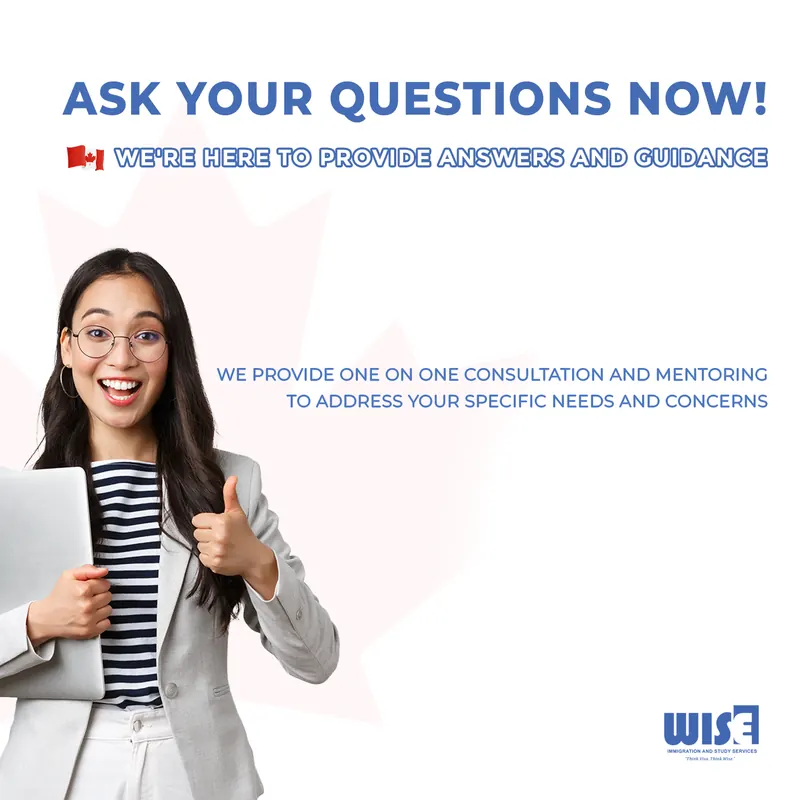 ASK YOUR QUESTIONS NOW!
WE'RE HERE TO PROVIDE ANSWERS AND GUIDANCE
WE PROVIDE ONE ON ONE CONSULTATION AND MENTORING
TO ADDRESS YOUR SPECIFIC NEEDS AND CONCERNS
WISE
IMMIGRATION AND STUDY SERVICES
"Think Visa, Think Wise."